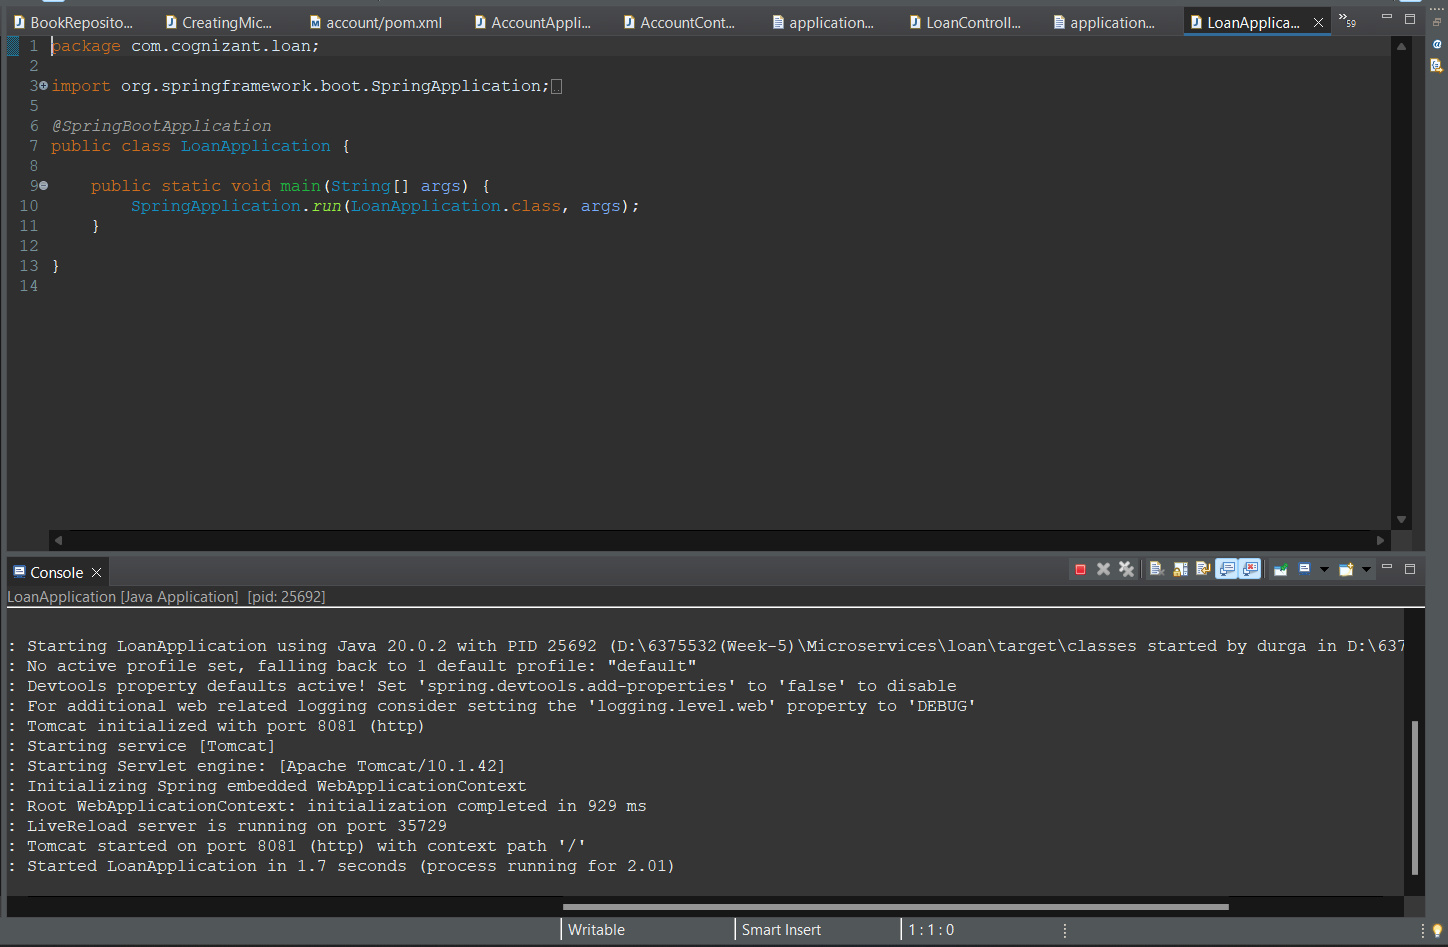 BookReposito... CreatingMic... account/pom.xml AccountAppli... AccountCont... application... LoanControll... application... LoanApplica... »59
1 package com.cognizant.loan;
2
3 import org.springframework.boot.SpringApplication;
5
6 @SpringBootApplication
7 public class LoanApplication {
8
9 public static void main(String[] args) {
10 SpringApplication.run(LoanApplication.class, args);
11 }
12
13 }
14
Console
LoanApplication [Java Application] [pid: 25692]
: Starting LoanApplication using Java 20.0.2 with PID 25692 (D:\6375532(Week-5)\Microservices\loan\target\classes started by durga in D:\637
: No active profile set, falling back to 1 default profile: "default"
: Devtools property defaults active! Set 'spring.devtools.add-properties' to 'false' to disable
: For additional web related logging consider setting the 'logging.level.web' property to 'DEBUG'
: Tomcat initialized with port 8081 (http)
: Starting service [Tomcat]
: Starting Servlet engine: [Apache Tomcat/10.1.42]
: Initializing Spring embedded WebApplicationContext
: Root WebApplicationContext: initialization completed in 929 ms
: LiveReload server is running on port 35729
: Tomcat started on port 8081 (http) with context path '/'
: Started LoanApplication in 1.7 seconds (process running for 2.01)
Writable Smart Insert 1 : 1 : 0